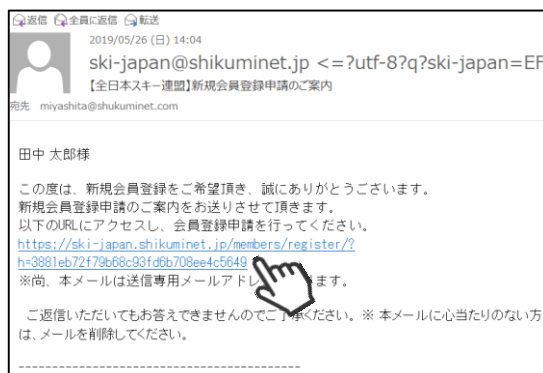 返信 全員に返信 転送
2019/05/26 (日) 14:04
ski-japan@shikuminet.jp <=?utf-8?q?ski-japan=EF
【全日本スキー連盟】新規会員登録申請のご案内
宛先 miyashita@shukuminet.com
田中 太郎様
この度は、新規会員登録をご希望頂き、誠にありがとうございます。
新規会員登録申請のご案内をお送りさせて頂きます。
以下のURLにアクセスし、会員登録申請を行ってください。
https://ski-japan.shikuminet.jp/members/register/?
h=3881eb72f79b68c93fd6b708ee4c5649
※尚、本メールは送信専用メールアドレ ます。
ご返信いただいてもお答えできませんのでご了承ください。※ 本メールに心当たりのない方
は、メールを削除してください。
----------------------------------------